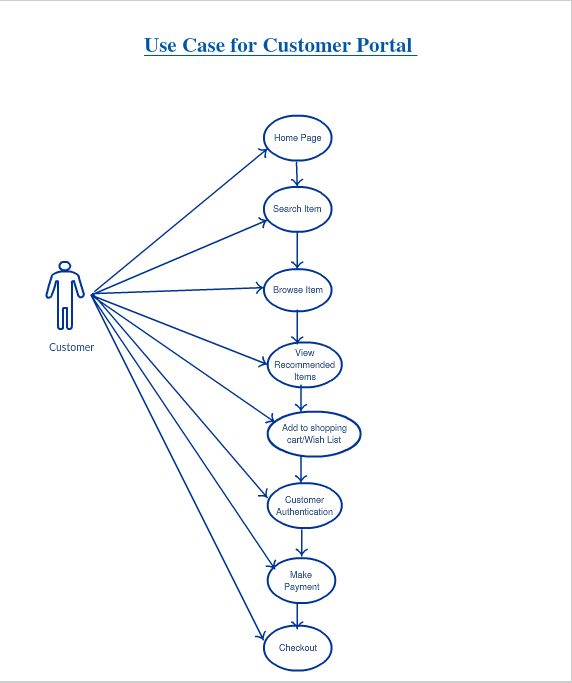 Use Case for Customer Portal
Home Page
Search Item
Browse Item
View
Recommended
Items
Customer
Add to shopping
cart/Wish List
Customer
Authentication
Make
Payment
Checkout